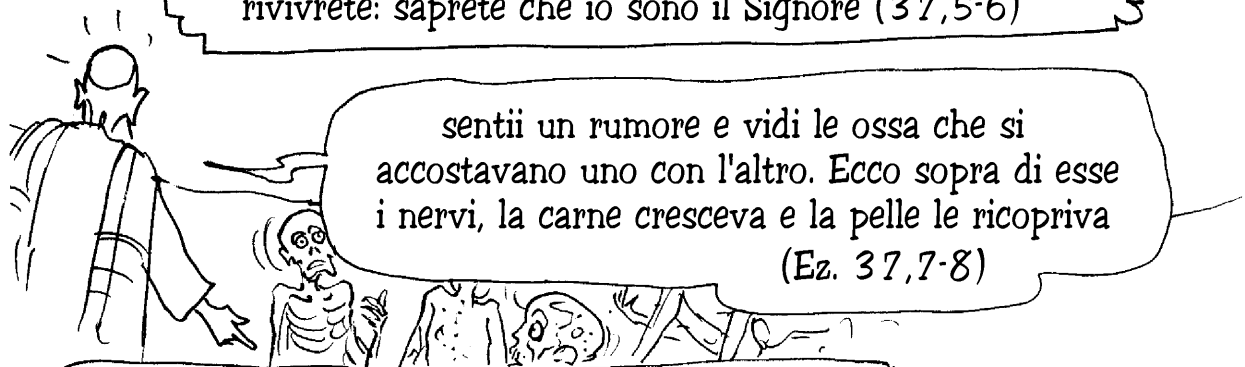 rivivrete: saprete che io sono il Signore (37,5-6)
sentii un rumore e vidi le ossa che si
accostavano uno con l'altro. Ecco sopra di esse
i nervi, la carne cresceva e la pelle le ricopriva
(Ez. 37,7-8)